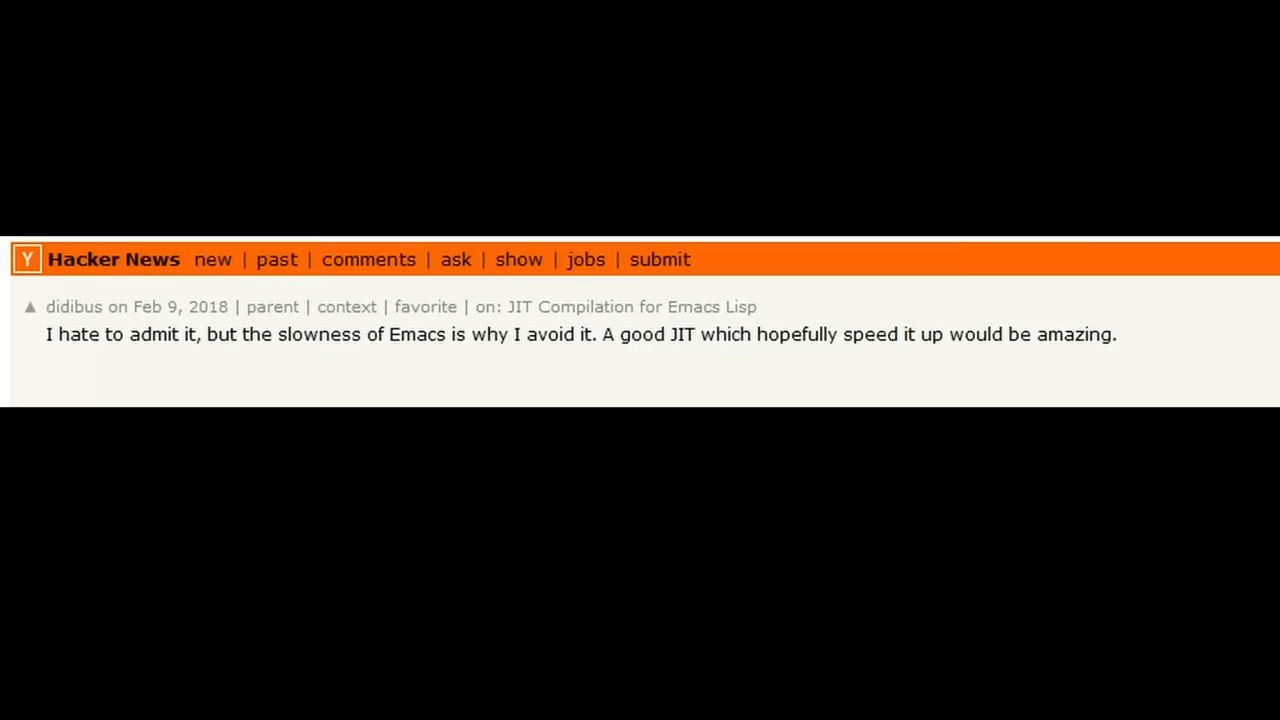 Y Hacker News new | past | comments | ask | show | jobs | submit
▲ didibus on Feb 9, 2018 | parent | context | favorite | on: JIT Compilation for Emacs Lisp
I hate to admit it, but the slowness of Emacs is why I avoid it. A good JIT which hopefully speed it up would be amazing.